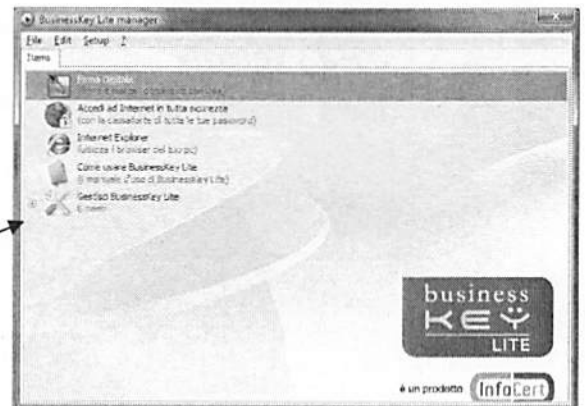 BusinessKey Lite manager
File Edit Setup ?
Items
Firma Digitale
Accedi ad Internet in tutta sicurezza
(con la cassaforte di tutte le tue password)
Internet Explorer
(utilizza il browser del tuo pc)
Come usare BusinessKey Lite
(il manuale d'uso di BusinessKey Lite)
Gestisci BusinessKey Lite
business
KEY
LITE
è un prodotto InfoCert